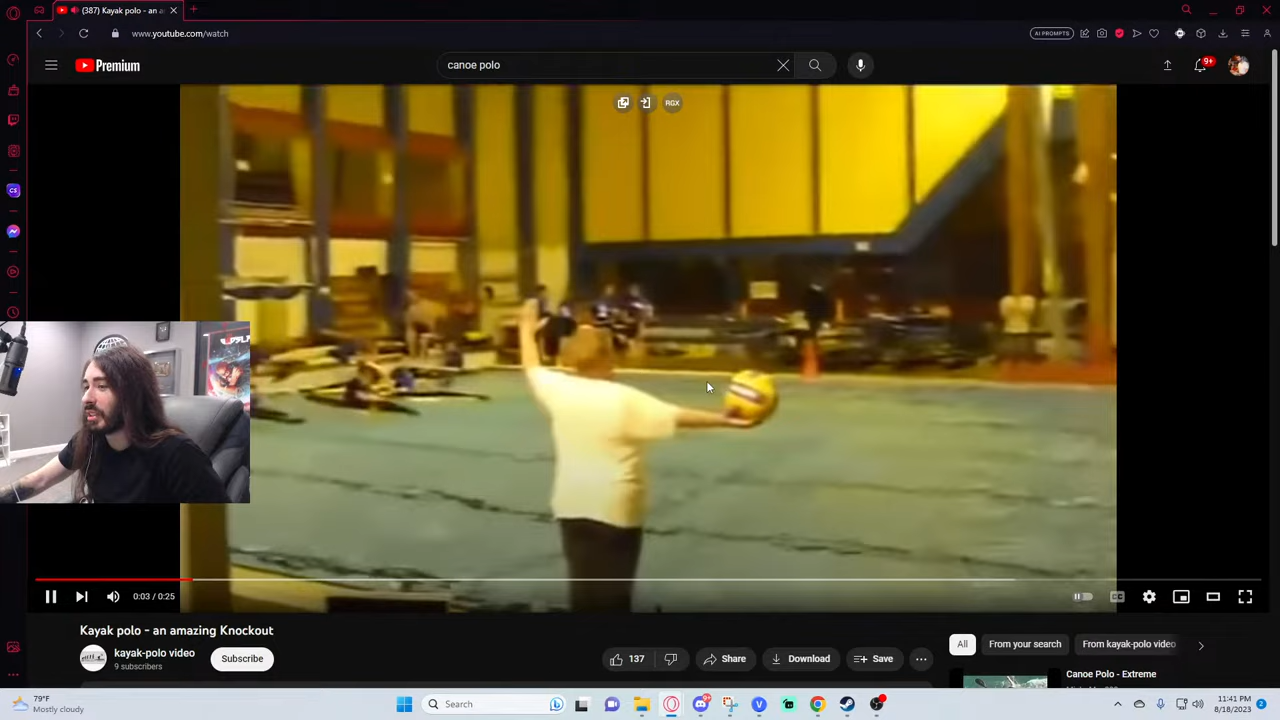 (387) Kayak polo - an a
www.youtube.com/watch
AI PROMPTS
Premium
canoe polo
9+
RGX
0:03 / 0:25
Kayak polo - an amazing Knockout
kayak-polo video
9 subscribers
Subscribe
137
Share
Download
Save
All
From your search
From kayak-polo video
Canoe Polo - Extreme
79°F
Mostly cloudy
Search
11:41 PM
8/18/2023